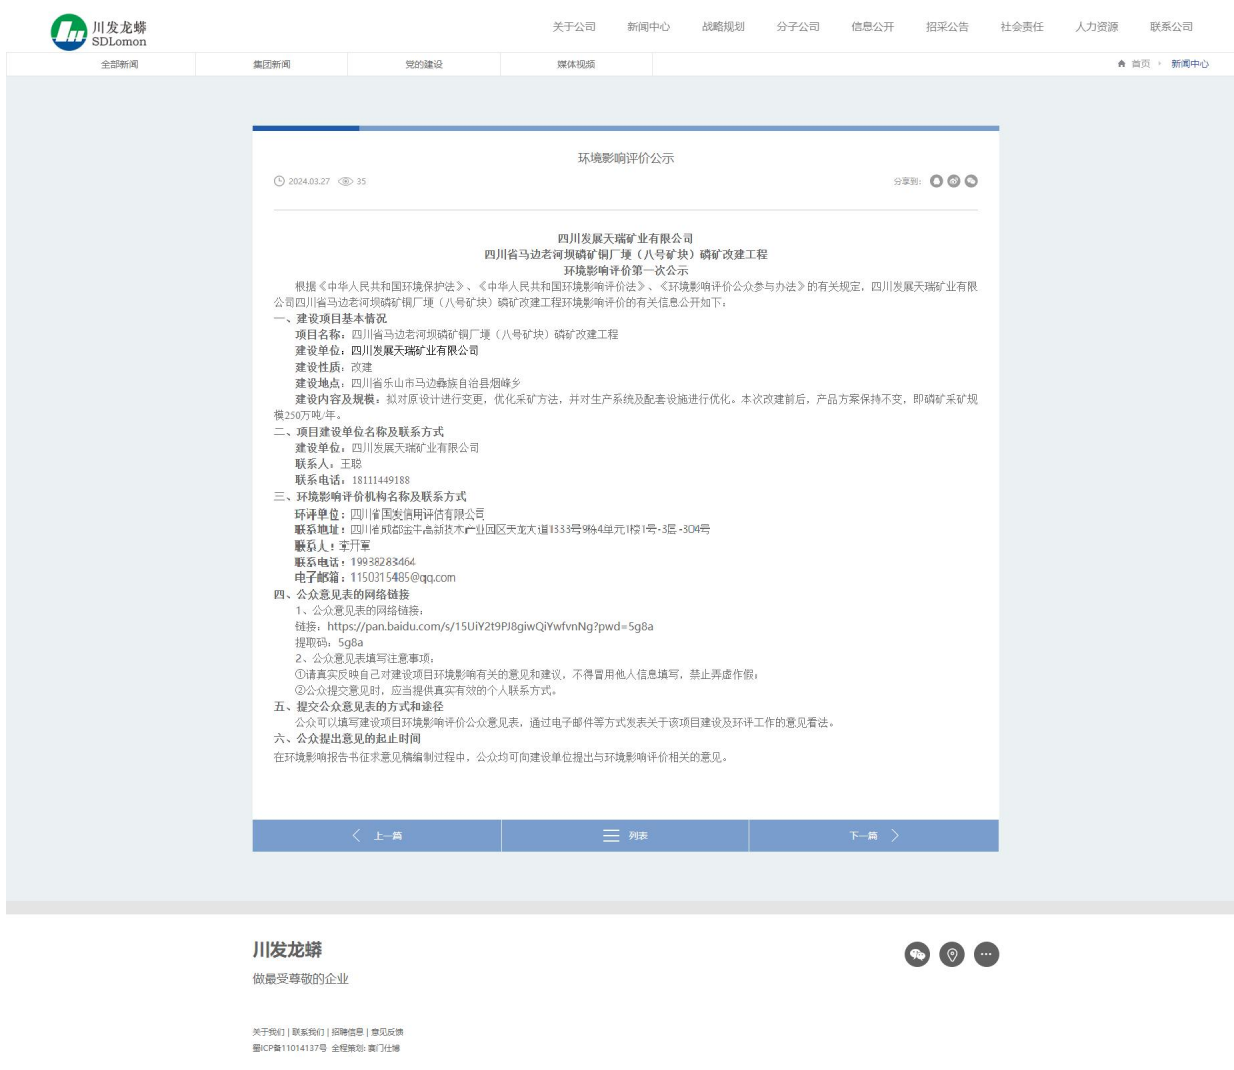 川发龙蟒
SDLomon
关于公司 新闻中心 战略规划 分子公司 信息公开 招采公告 社会责任 人力资源 联系公司
全部新闻 集团新闻 党的建设 媒体视频 首页 新闻中心
环境影响评价公示
2024.03.27 35 分享到:
四川发展天瑞矿业有限公司
四川省马边老河坝磷矿铜厂埂（八号矿块）磷矿改建工程
环境影响评价第一次公示
根据《中华人民共和国环境保护法》、《中华人民共和国环境影响评价法》、《环境影响评价公众参与办法》的有关规定，四川发展天瑞矿业有限
公司四川省马边老河坝磷矿铜厂埂（八号矿块）磷矿改建工程环境影响评价的有关信息公开如下：
一、建设项目基本情况
项目名称：四川省马边老河坝磷矿铜厂埂（八号矿块）磷矿改建工程
建设单位：四川发展天瑞矿业有限公司
建设性质：改建
建设地点：四川省乐山市马边彝族自治县烟峰乡
建设内容及规模：拟对原设计进行变更，优化采矿方法，并对生产系统及配套设施进行优化。本次改建前后，产品方案保持不变，即磷矿采矿规
模250万吨/年。
二、项目建设单位名称及联系方式
建设单位：四川发展天瑞矿业有限公司
联系人：王聪
联系电话：18111449188
三、环境影响评价机构名称及联系方式
环评单位：四川省国发信用评估有限公司
联系地址：四川省成都金牛高新技术产业园区天龙大道1333号9栋4单元1楼1号-3层-304号
联系人：李开军
联系电话：19938283464
电子邮箱：1150315485@qq.com
四、公众意见表的网络链接
1、公众意见表的网络链接：
链接：https://pan.baidu.com/s/15UiY2t9PJ8giwQiYwfvnNg?pwd=5g8a
提取码：5g8a
2、公众意见表填写注意事项：
①请真实反映自己对建设项目环境影响有关的意见和建议，不得冒用他人信息填写，禁止弄虚作假；
②公众提交意见时，应当提供真实有效的个人联系方式。
五、提交公众意见表的方式和途径
公众可以填写建设项目环境影响评价公众意见表，通过电子邮件等方式发表关于该项目建设及环评工作的意见看法。
六、公众提出意见的起止时间
在环境影响报告书征求意见稿编制过程中，公众均可向建设单位提出与环境影响评价相关的意见。
上一篇 列表 下一篇
川发龙蟒
做最受尊敬的企业
关于我们 | 联系我们 | 招聘信息 | 意见反馈
蜀ICP备11014137号 全程策划: 赛门仕博